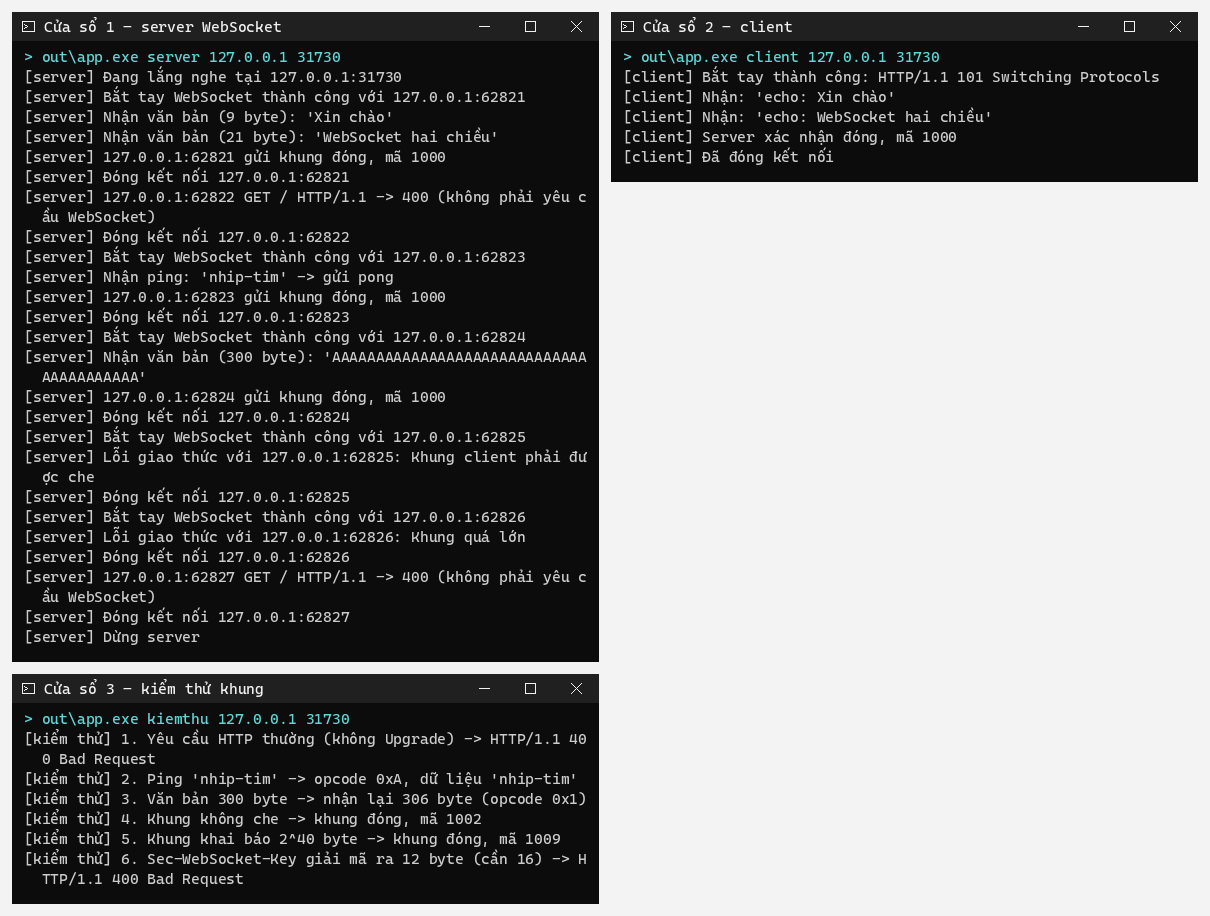 Cửa sổ 1 - server WebSocket
> out\app.exe server 127.0.0.1 31730
[server] Đang lắng nghe tại 127.0.0.1:31730
[server] Bắt tay WebSocket thành công với 127.0.0.1:62821
[server] Nhận văn bản (9 byte): 'Xin chào'
[server] Nhận văn bản (21 byte): 'WebSocket hai chiều'
[server] 127.0.0.1:62821 gửi khung đóng, mã 1000
[server] Đóng kết nối 127.0.0.1:62821
[server] 127.0.0.1:62822 GET / HTTP/1.1 -> 400 (không phải yêu c
ầu WebSocket)
[server] Đóng kết nối 127.0.0.1:62822
[server] Bắt tay WebSocket thành công với 127.0.0.1:62823
[server] Nhận ping: 'nhip-tim' -> gửi pong
[server] 127.0.0.1:62823 gửi khung đóng, mã 1000
[server] Đóng kết nối 127.0.0.1:62823
[server] Bắt tay WebSocket thành công với 127.0.0.1:62824
[server] Nhận văn bản (300 byte): 'AAAAAAAAAAAAAAAAAAAAAAAAAAAAA
AAAAAAAAAAA'
[server] 127.0.0.1:62824 gửi khung đóng, mã 1000
[server] Đóng kết nối 127.0.0.1:62824
[server] Bắt tay WebSocket thành công với 127.0.0.1:62825
[server] Lỗi giao thức với 127.0.0.1:62825: Khung client phải đư
ợc che
[server] Đóng kết nối 127.0.0.1:62825
[server] Bắt tay WebSocket thành công với 127.0.0.1:62826
[server] Lỗi giao thức với 127.0.0.1:62826: Khung quá lớn
[server] Đóng kết nối 127.0.0.1:62826
[server] 127.0.0.1:62827 GET / HTTP/1.1 -> 400 (không phải yêu c
ầu WebSocket)
[server] Đóng kết nối 127.0.0.1:62827
[server] Dừng server
Cửa sổ 2 - client
> out\app.exe client 127.0.0.1 31730
[client] Bắt tay thành công: HTTP/1.1 101 Switching Protocols
[client] Nhận: 'echo: Xin chào'
[client] Nhận: 'echo: WebSocket hai chiều'
[client] Server xác nhận đóng, mã 1000
[client] Đã đóng kết nối
Cửa sổ 3 - kiểm thử khung
> out\app.exe kiemthu 127.0.0.1 31730
[kiểm thử] 1. Yêu cầu HTTP thường (không Upgrade) -> HTTP/1.1 40
0 Bad Request
[kiểm thử] 2. Ping 'nhip-tim' -> opcode 0xA, dữ liệu 'nhip-tim'
[kiểm thử] 3. Văn bản 300 byte -> nhận lại 306 byte (opcode 0x1)
[kiểm thử] 4. Khung không che -> khung đóng, mã 1002
[kiểm thử] 5. Khung khai báo 2^40 byte -> khung đóng, mã 1009
[kiểm thử] 6. Sec-WebSocket-Key giải mã ra 12 byte (cần 16) -> H
TTP/1.1 400 Bad Request